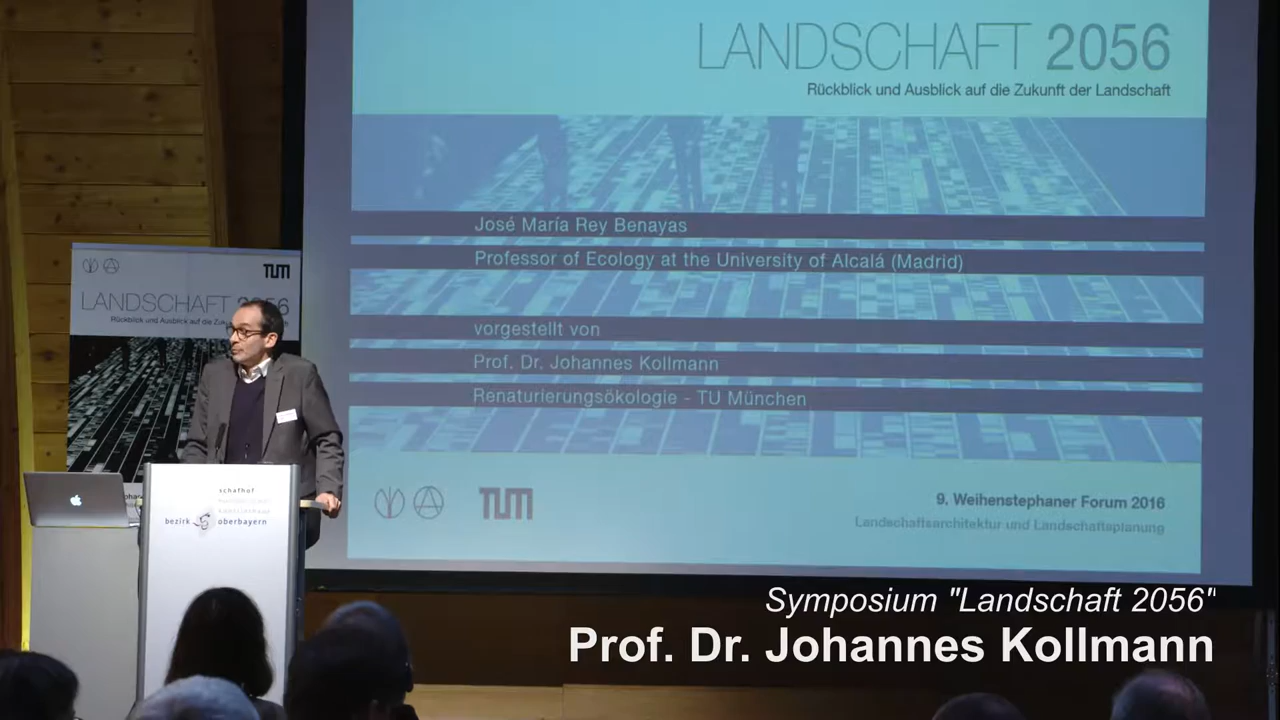 LANDSCHAFT 2056
Rückblick und Ausblick auf die Zukunft der Landschaft
José María Rey Benayas
Professor of Ecology at the University of Alcalá (Madrid)
vorgestellt von
Prof. Dr. Johannes Kollmann
Renaturierungsökologie - TU München
TUM
9. Weihenstephaner Forum 2016
Landschaftsarchitektur und Landschaftsplanung
TUM
LANDSCHAFT
Rückblick und Ausblick auf die
schafhof
bezirk
oberbayern
Symposium "Landschaft 2056"
Prof. Dr. Johannes Kollmann